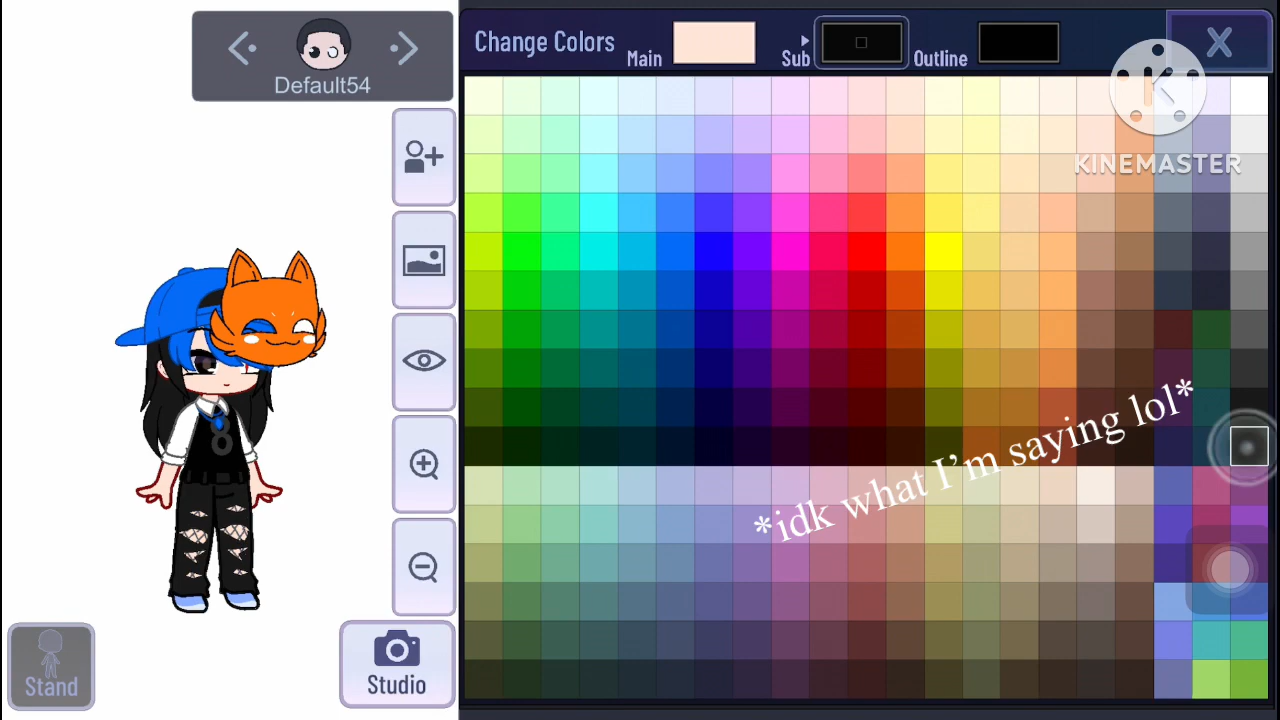 Change Colors
Main
Sub
Outline
Default54
KINEMASTER
*idk what I'm saying lol*
Stand
Studio